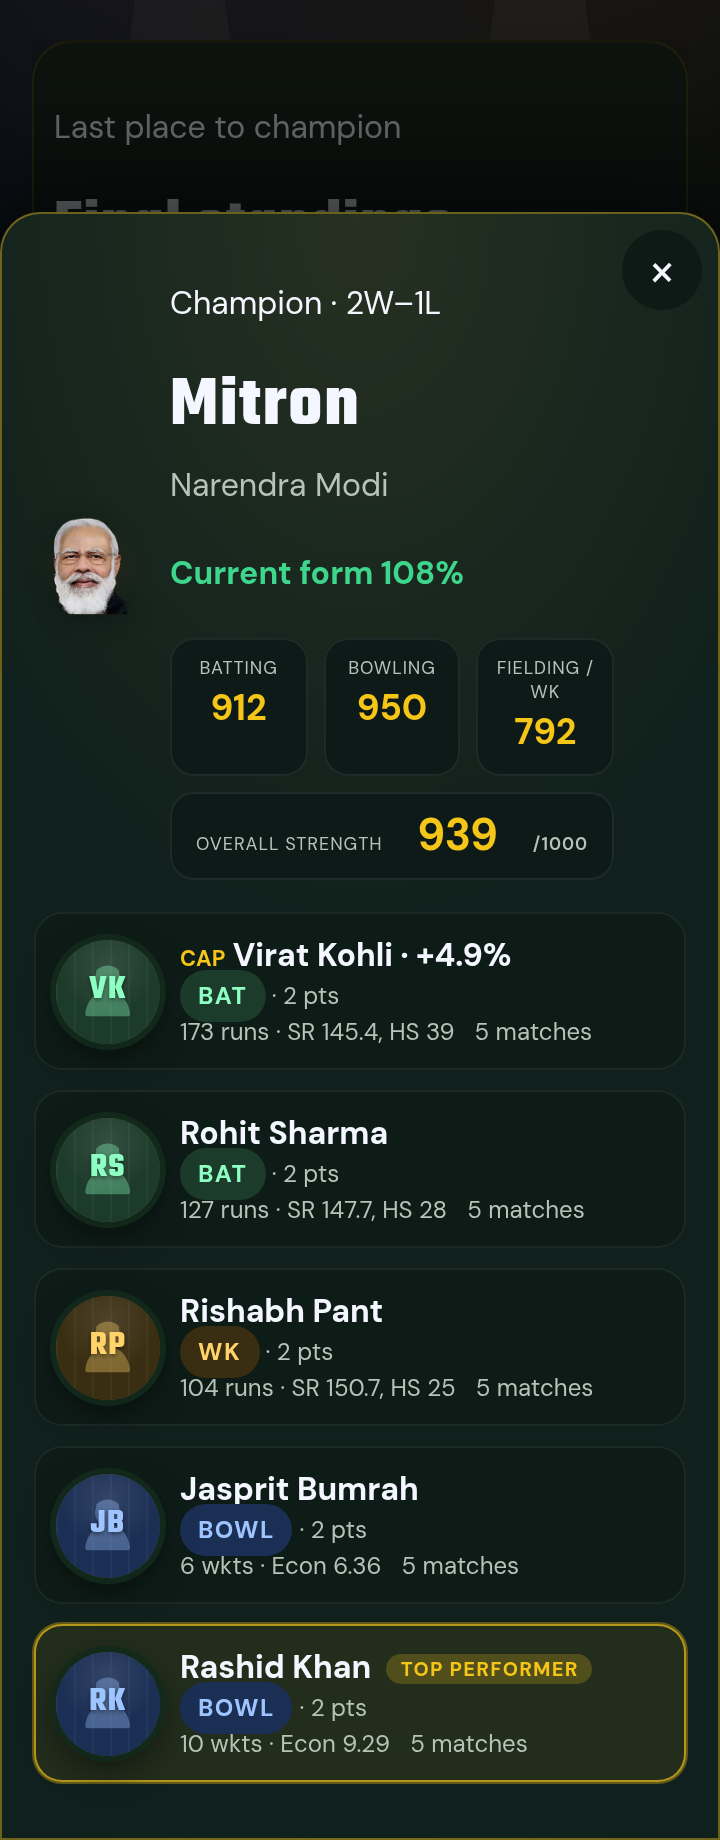 Last place to champion
Final standings
×
Champion · 2W–1L
Mitron
Narendra Modi
Current form 108%
BATTING
912
BOWLING
950
FIELDING /
WK
792
OVERALL STRENGTH 939 /1000
VK
CAP Virat Kohli · +4.9%
BAT · 2 pts
173 runs · SR 145.4, HS 39 5 matches
RS
Rohit Sharma
BAT · 2 pts
127 runs · SR 147.7, HS 28 5 matches
RP
Rishabh Pant
WK · 2 pts
104 runs · SR 150.7, HS 25 5 matches
JB
Jasprit Bumrah
BOWL · 2 pts
6 wkts · Econ 6.36 5 matches
RK
Rashid Khan TOP PERFORMER
BOWL · 2 pts
10 wkts · Econ 9.29 5 matches